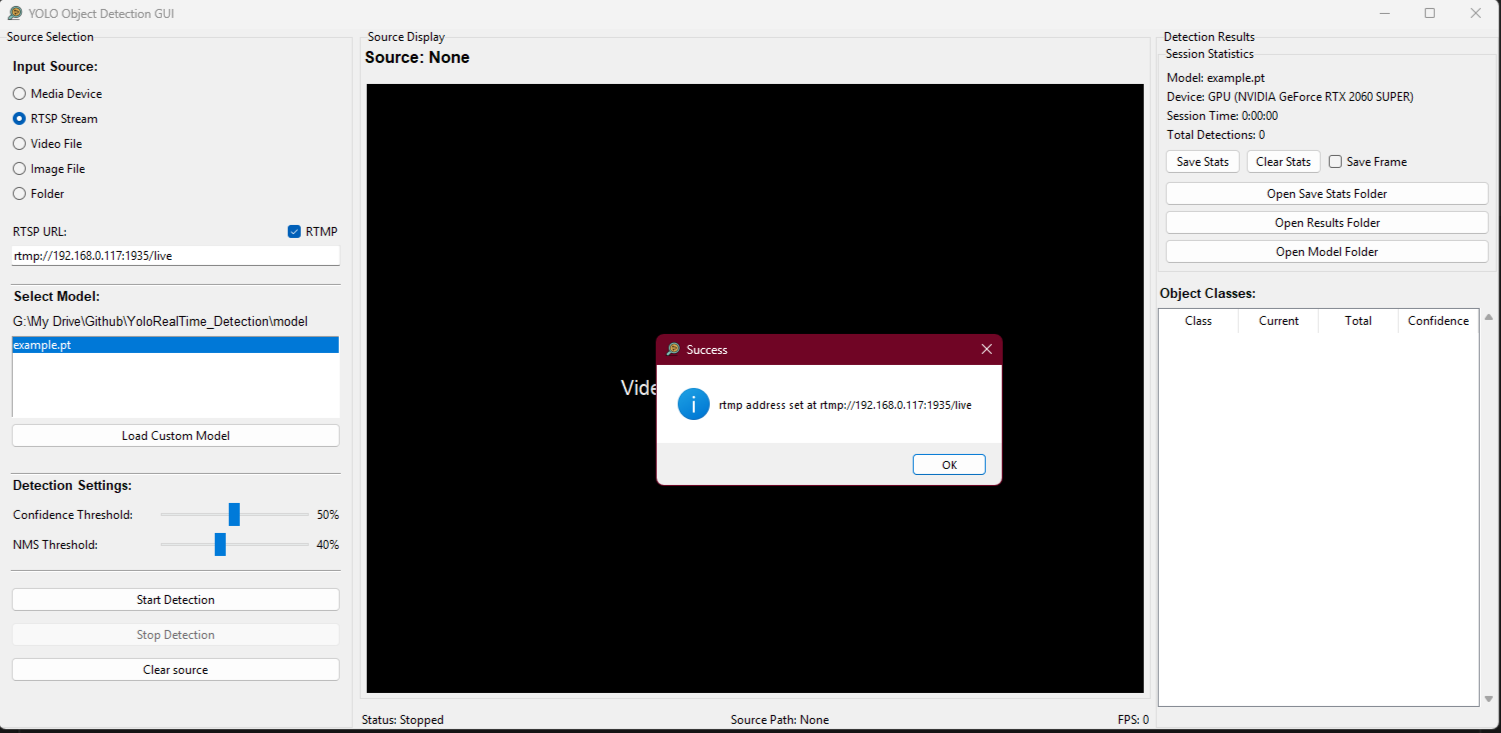 YOLO Object Detection GUI
Source Selection
Input Source:
Media Device
RTSP Stream
Video File
Image File
Folder
RTSP URL:
RTMP
rtmp://192.168.0.117:1935/live
Select Model:
G:\My Drive\Github\YoloRealTime_Detection\model
example.pt
Load Custom Model
Detection Settings:
Confidence Threshold:
50%
NMS Threshold:
40%
Start Detection
Stop Detection
Clear source
Source Display
Source: None
Vide
Success
i
rtmp address set at rtmp://192.168.0.117:1935/live
OK
Status: Stopped
Source Path: None
FPS: 0
Detection Results
Session Statistics
Model: example.pt
Device: GPU (NVIDIA GeForce RTX 2060 SUPER)
Session Time: 0:00:00
Total Detections: 0
Save Stats
Clear Stats
Save Frame
Open Save Stats Folder
Open Results Folder
Open Model Folder
Object Classes:
Class
Current
Total
Confidence